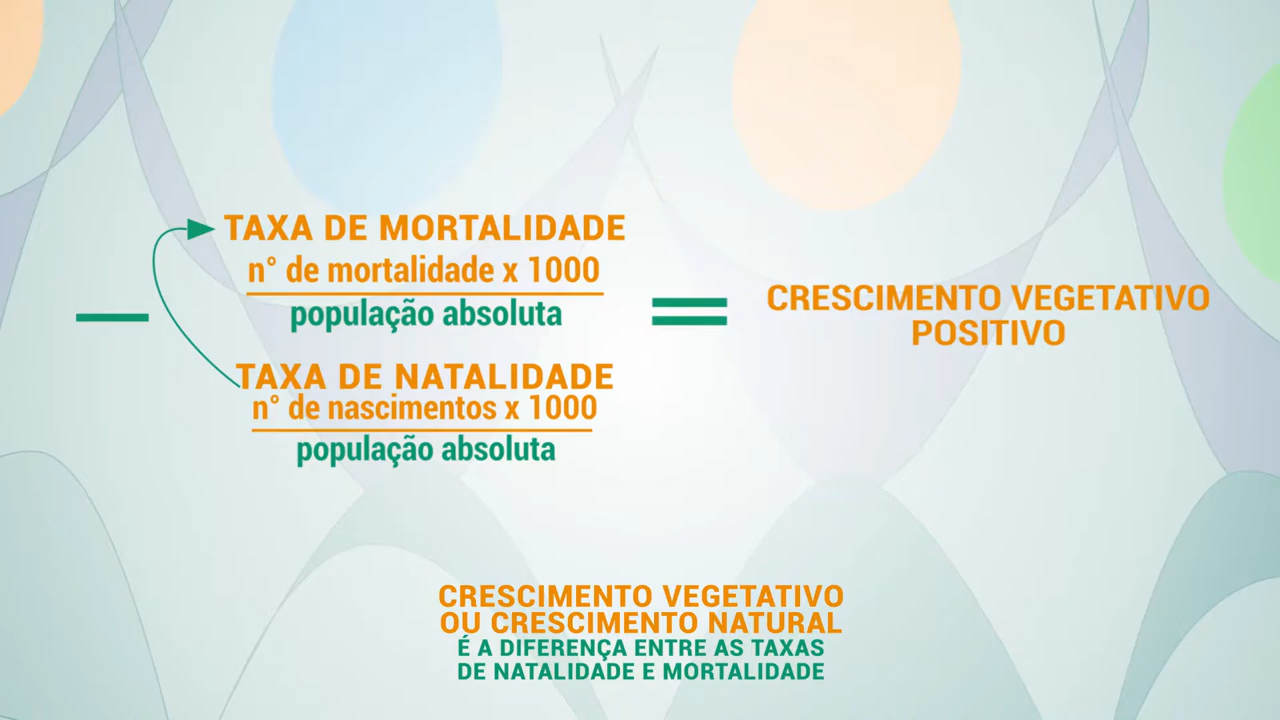 TAXA DE MORTALIDADE
n° de mortalidade x 1000
população absoluta
TAXA DE NATALIDADE
n° de nascimentos x 1000
população absoluta
=
CRESCIMENTO VEGETATIVO
POSITIVO
CRESCIMENTO VEGETATIVO
OU CRESCIMENTO NATURAL
É A DIFERENÇA ENTRE AS TAXAS
DE NATALIDADE E MORTALIDADE